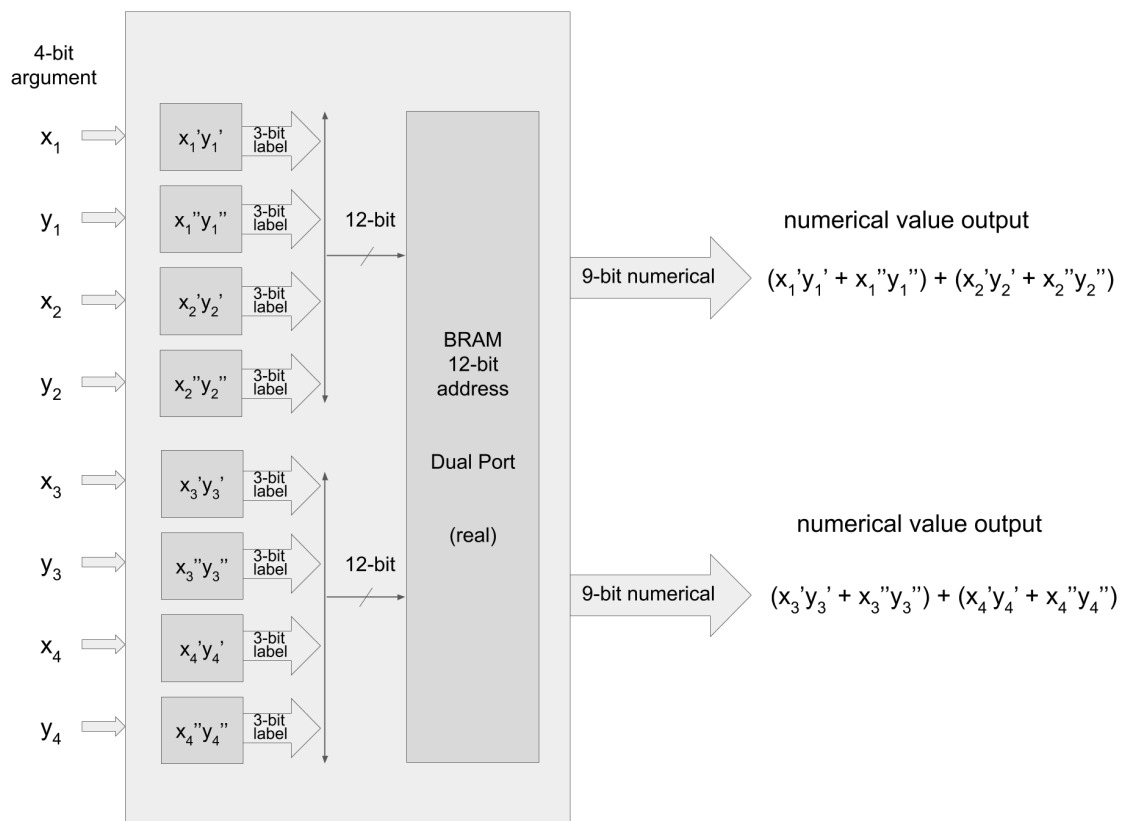 4-bit
argument
x₁
y₁
x₂
y₂
x₃
y₃
x₄
y₄
x₁’y₁’
x₁’’y₁’’
x₂’y₂’
x₂’’y₂’’
x₃’y₃’
x₃’’y₃’’
x₄’y₄’
x₄’’y₄’’
3-bit
label
3-bit
label
3-bit
label
3-bit
label
3-bit
label
3-bit
label
3-bit
label
3-bit
label
12-bit
12-bit
BRAM
12-bit
address
Dual Port
(real)
9-bit numerical
9-bit numerical
numerical value output
(x₁’y₁’ + x₁’’y₁’’) + (x₂’y₂’ + x₂’’y₂’’)
numerical value output
(x₃’y₃’ + x₃’’y₃’’) + (x₄’y₄’ + x₄’’y₄’’)